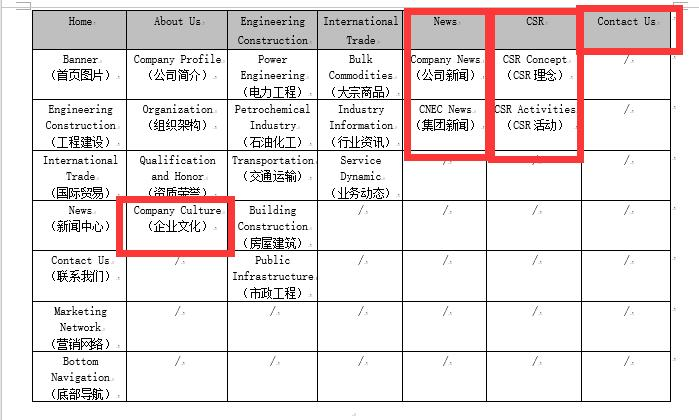 Home
About Us
Engineering
Construction
International
Trade
News
CSR
Contact Us
Banner
(首页图片)
Company Profile
(公司简介)
Power
Engineering
(电力工程)
Bulk
Commodities
(大宗商品)
Company News
(公司新闻)
CSR Concept
(CSR 理念)
/
Engineering
Construction
(工程建设)
Organization
(组织架构)
Petrochemical
Industry
(石油化工)
Industry
Information
(行业资讯)
CNEC News
(集团新闻)
CSR Activities
(CSR 活动)
/
International
Trade
(国际贸易)
Qualification
and Honor
(资质荣誉)
Transportation
(交通运输)
Service
Dynamic
(业务动态)
/
/
/
News
(新闻中心)
Company Culture
(企业文化)
Building
Construction
(房屋建筑)
/
/
/
/
Contact Us
(联系我们)
/
Public
Infrastructure
(市政工程)
/
/
/
/
Marketing
Network
(营销网络)
/
/
/
/
/
/
Bottom
Navigation
(底部导航)
/
/
/
/
/
/